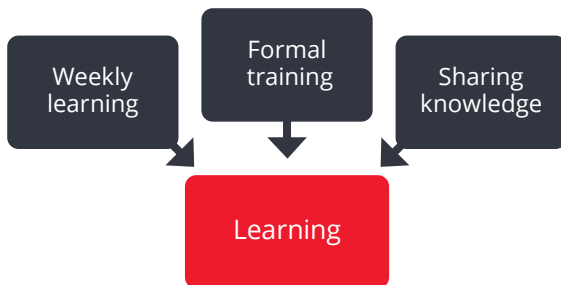 Weekly
learning
Formal
training
Sharing
knowledge
Learning